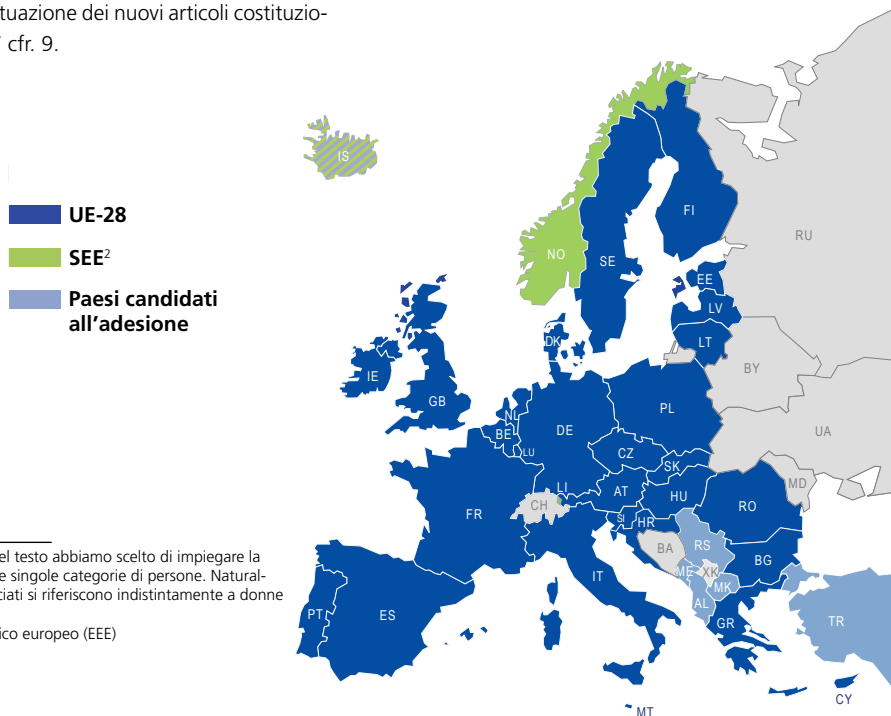 tuazione dei nuovi articoli costituzio-
cfr. 9.
UE-28
SEE²
Paesi candidati
all'adesione
IS
NO
SE
FI
RU
EE
LV
LT
DK
BY
IE
GB
NL
BE
LU
DE
PL
UA
CZ
SK
LI
AT
HU
MD
RO
CH
FR
SI
HR
BA
RS
BG
IT
ME
XK
MK
AL
PT
ES
GR
TR
CY
MT
el testo abbiamo scelto di impiegare la
e singole categorie di persone. Natural-
ciati si riferiscono indistintamente a donne
ico europeo (EEE)